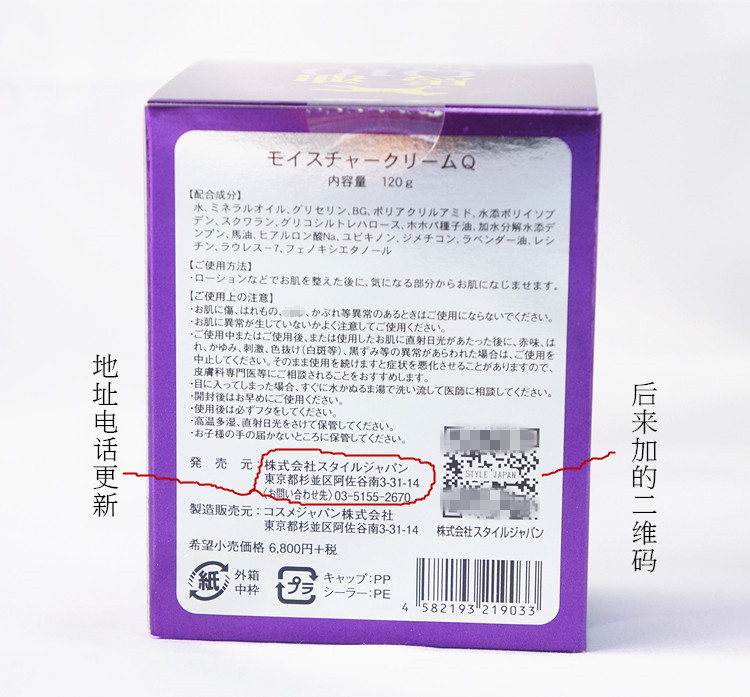 モイスチャークリームQ
内容量 120g
【配合成分】
水、ミネラルオイル、グリセリン、BG、ポリアクリルアミド、水添ポリイソブ
デン、スクワラン、グリコシルトレハロース、ホホバ種子油、加水分解水添デ
ンプン、馬油、ヒアルロン酸Na、ユビキノン、ジメチコン、ラベンダー油、レシ
チン、ラウレス-7、フェノキシエタノール
【ご使用方法】
・ローションなどでお肌を整えた後に、気になる部分からお肌になじませます。
【ご使用上の注意】
・お肌に傷、はれもの、かぶれ等異常のあるときはご使用にならないでください。
・お肌に異常が生じていないかよく注意してご使用ください。
・ご使用中またはご使用後、または使用したお肌に直射日光があたった後に、赤味、は
れ、かゆみ、刺激、色抜け(白斑等)、黒ずみ等の異常があらわれた場合は、ご使用を
中止してください。そのまま使用を続けますと症状を悪化させることがありますので、
皮膚科専門医等にご相談されることをおすすめします。
・目に入ってしまった場合、すぐに水かぬるま湯で洗い流して医師に相談してください。
・開封後はお早めにご使用ください。
・使用後は必ずフタをしてください。
・高温多湿、直射日光をさけて保管してください。
・お子様の手の届かないところに保管してください。
地址电话更新
后来加的二维码
発売元:株式会社スタイルジャパン
東京都杉並区阿佐谷南3-31-14
〈お問い合わせ先〉03-5155-2670
製造販売元:コスメジャパン株式会社
東京都杉並区阿佐谷南3-31-14
希望小売価格 6,800円+税
STYLE JAPAN
株式会社スタイルジャパン
紙 外箱
中枠
プラ キャップ:PP
シーラー:PE
4 582193 219033